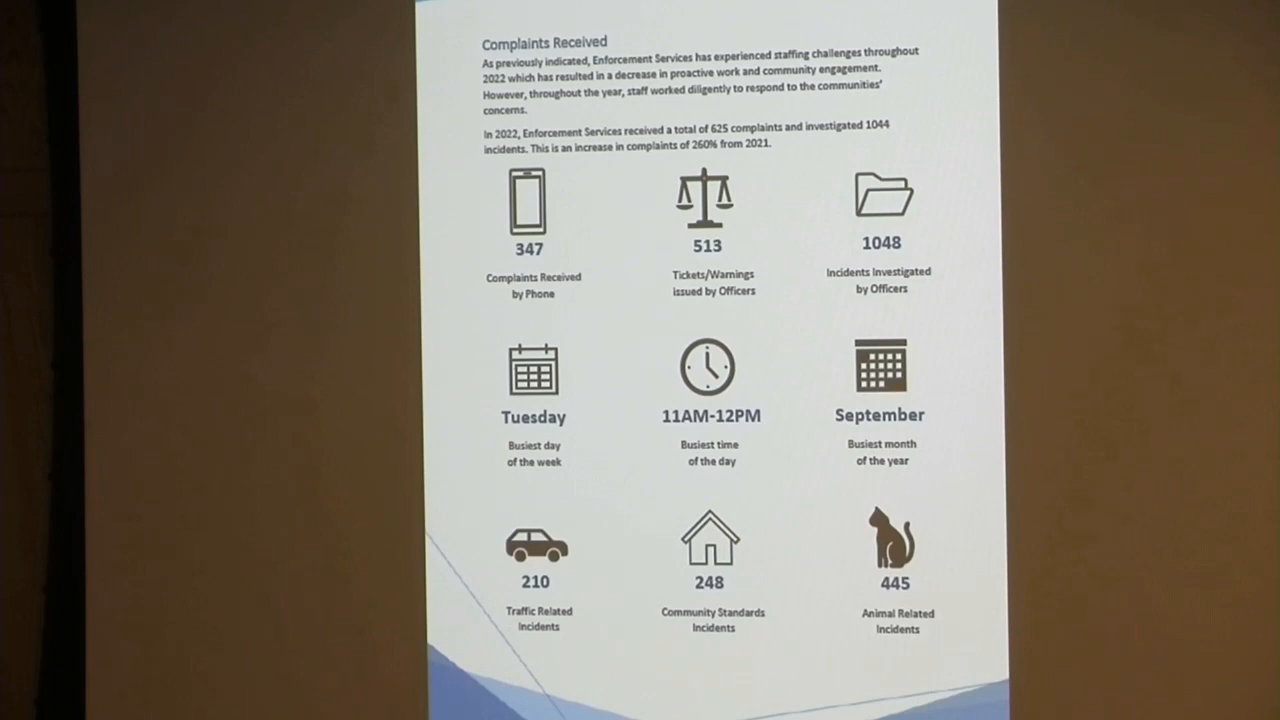 Complaints Received
As previously indicated, Enforcement Services has experienced staffing challenges throughout
2022 which has resulted in a decrease in proactive work and community engagement.
However, throughout the year, staff worked diligently to respond to the communities'
concerns.
In 2022, Enforcement Services received a total of 625 complaints and investigated 1044
incidents. This is an increase in complaints of 260% from 2021.
347
513
1048
Complaints Received
by Phone
Tickets/Warnings
issued by Officers
Incidents Investigated
by Officers
Tuesday
11AM-12PM
September
Busiest day
of the week
Busiest time
of the day
Busiest month
of the year
210
248
445
Traffic Related
Incidents
Community Standards
Incidents
Animal Related
Incidents